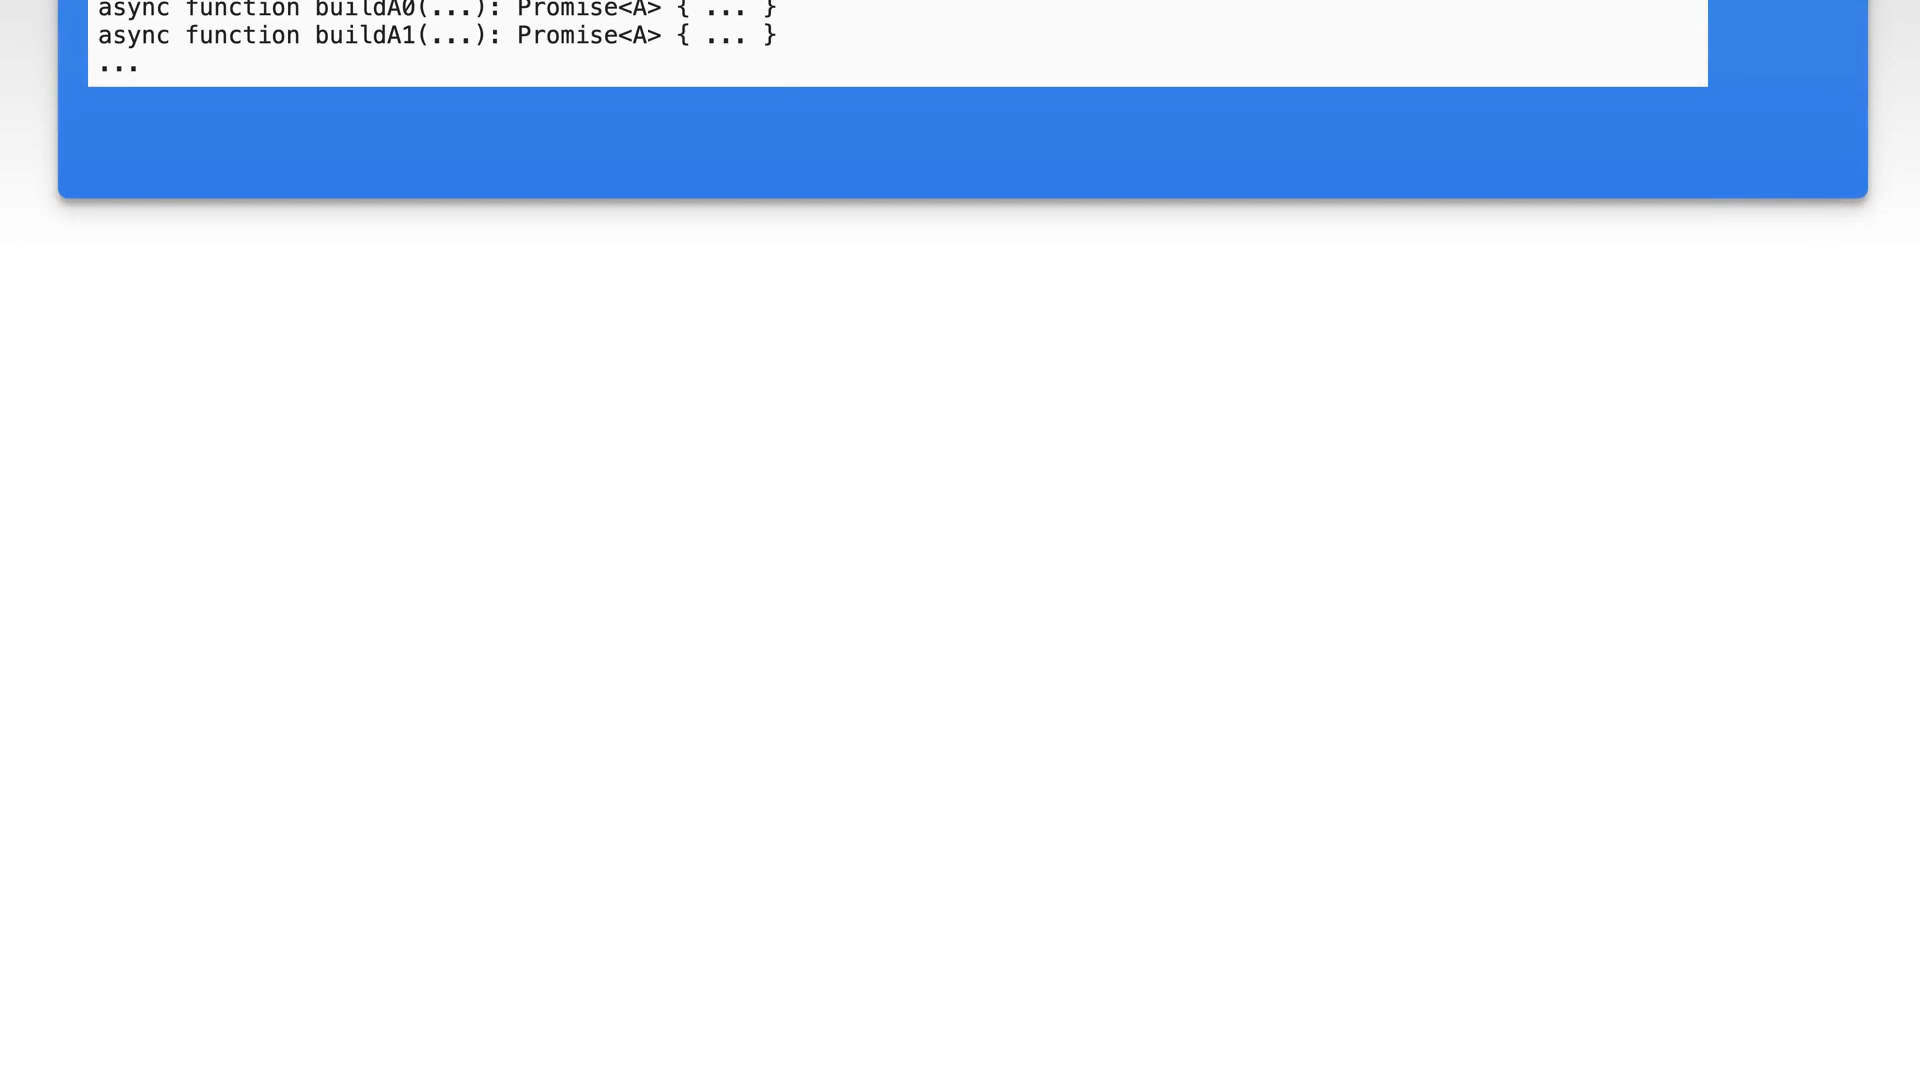 async function buildA0(...): Promise<A> { ... }
async function buildA1(...): Promise<A> { ... }
...